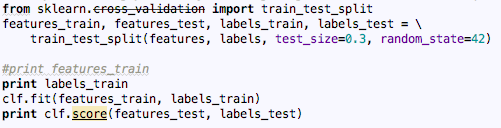 from sklearn.cross_validation import train_test_split
features_train, features_test, labels_train, labels_test = \
train_test_split(features, labels, test_size=0.3, random_state=42)
#print features_train
print labels_train
clf.fit(features_train, labels_train)
print clf.score(features_test, labels_test)